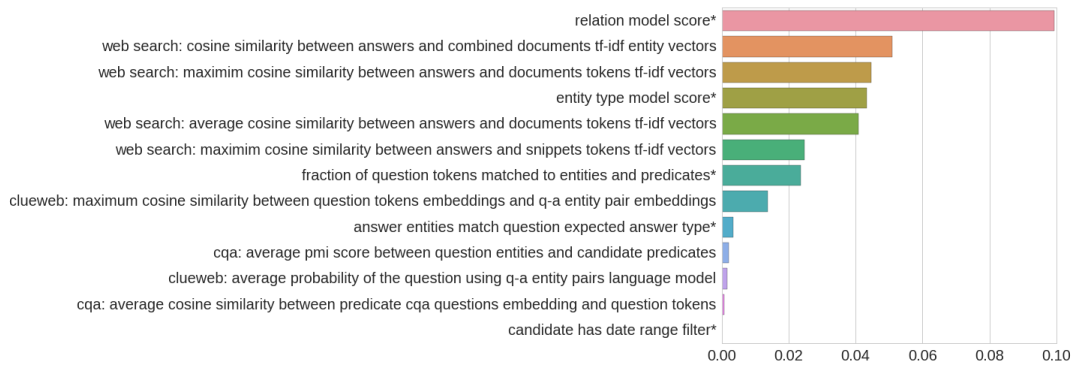 relation model score*
web search: cosine similarity between answers and combined documents tf-idf entity vectors
web search: maximim cosine similarity between answers and documents tokens tf-idf vectors
entity type model score*
web search: average cosine similarity between answers and documents tokens tf-idf vectors
web search: maximim cosine similarity between answers and snippets tokens tf-idf vectors
fraction of question tokens matched to entities and predicates*
clueweb: maximum cosine similarity between question tokens embeddings and q-a entity pair embeddings
answer entities match question expected answer type*
cqa: average pmi score between question entities and candidate predicates
clueweb: average probability of the question using q-a entity pairs language model
cqa: average cosine similarity between predicate cqa questions embedding and question tokens
candidate has date range filter*
0.00 0.02 0.04 0.06 0.08 0.10